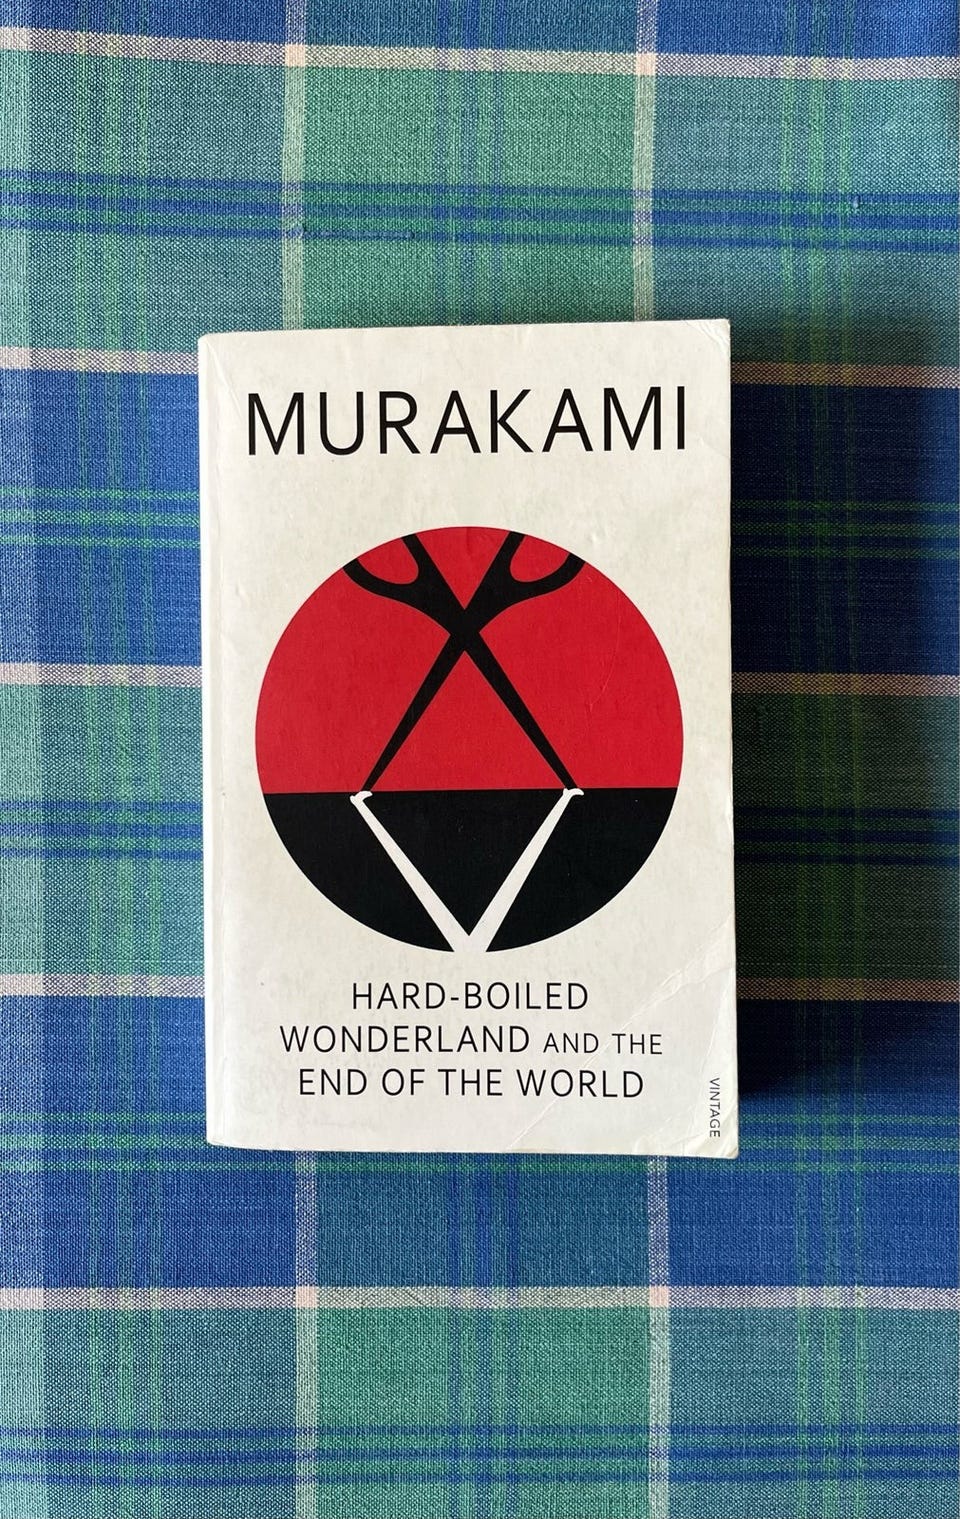 MURAKAMI
HARD-BOILED
WONDERLAND AND THE
END OF THE WORLD
VINTAGE